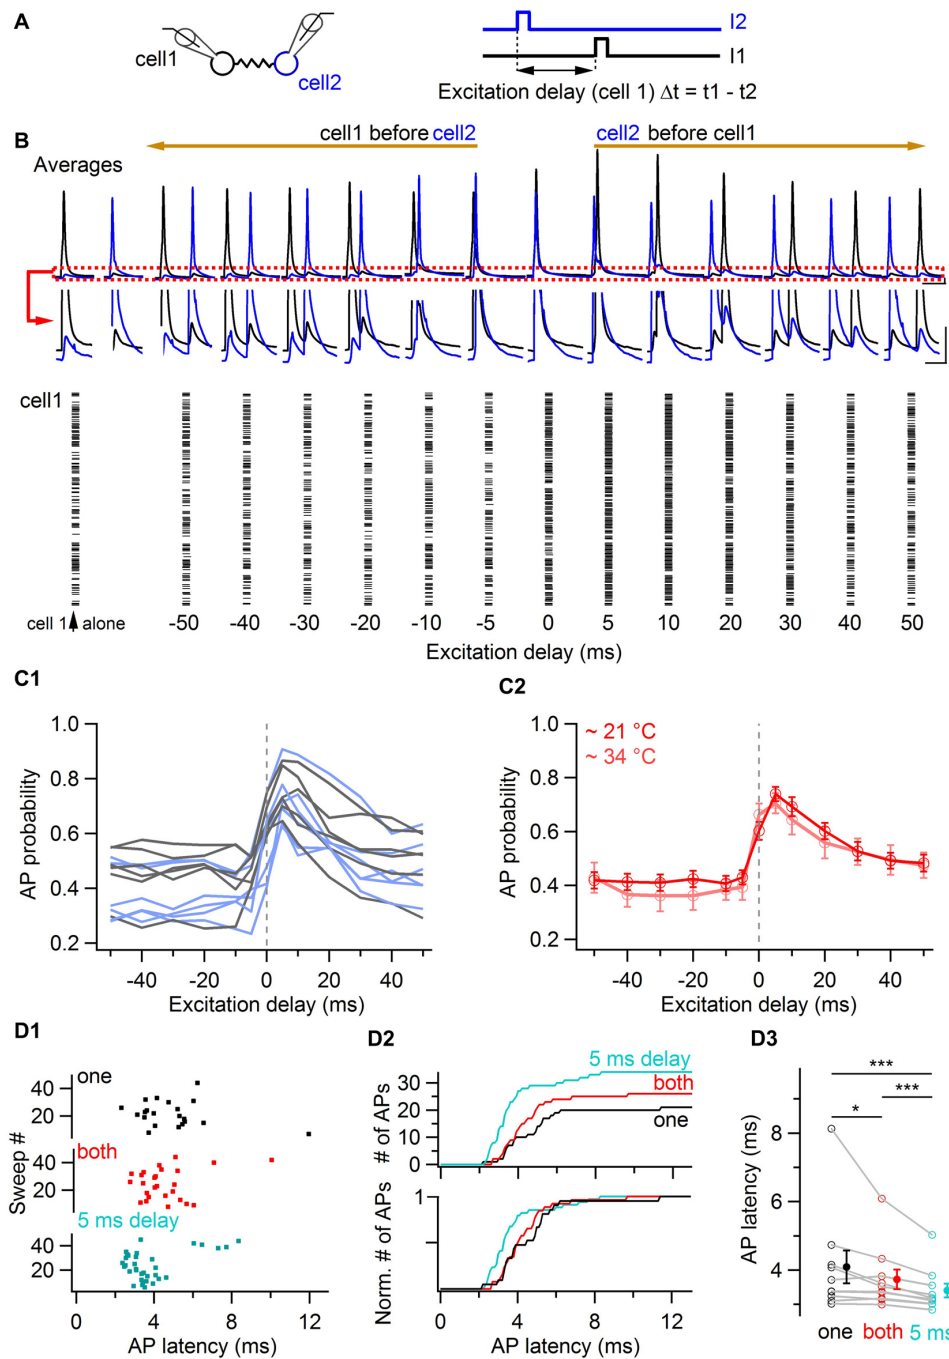 A
cell1
cell2
I2
I1
Excitation delay (cell 1) Δt = t1 - t2
B
cell1 before cell2
cell2 before cell1
Averages
cell1
cell 1 alone
-50 -40 -30 -20 -10 -5 0 5 10 20 30 40 50
Excitation delay (ms)
C1
C2
1.0
0.8
0.6
0.4
0.2
AP probability
-40 -20 0 20 40
Excitation delay (ms)
~ 21 °C
~ 34 °C
1.0
0.8
0.6
0.4
0.2
AP probability
-40 -20 0 20 40
Excitation delay (ms)
D1
one
40
20
both
40
20
5 ms delay
40
20
Sweep #
0 4 8 12
AP latency (ms)
D2
5 ms delay
both
one
30
20
10
0
# of APs
1
0
Norm. # of APs
0 4 8 12
AP latency (ms)
D3
***
***
*
8
4
AP latency (ms)
one both 5 ms